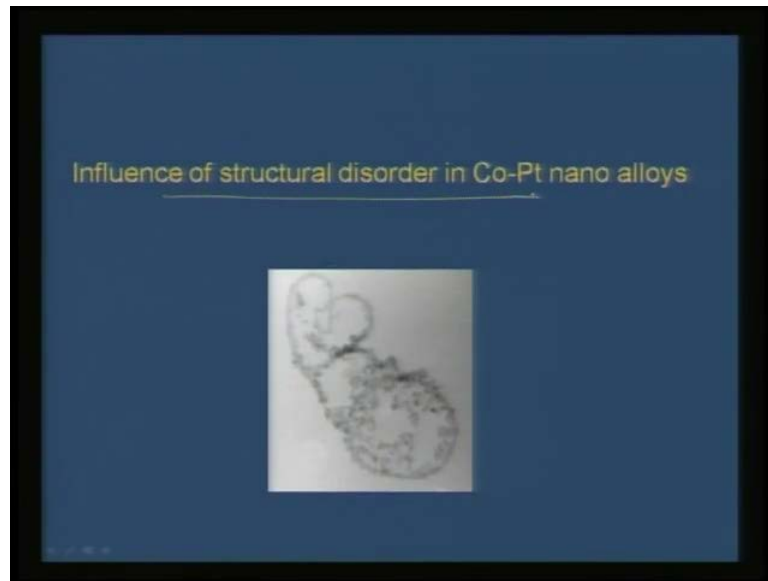 Influence of structural disorder in Co-Pt nano alloys